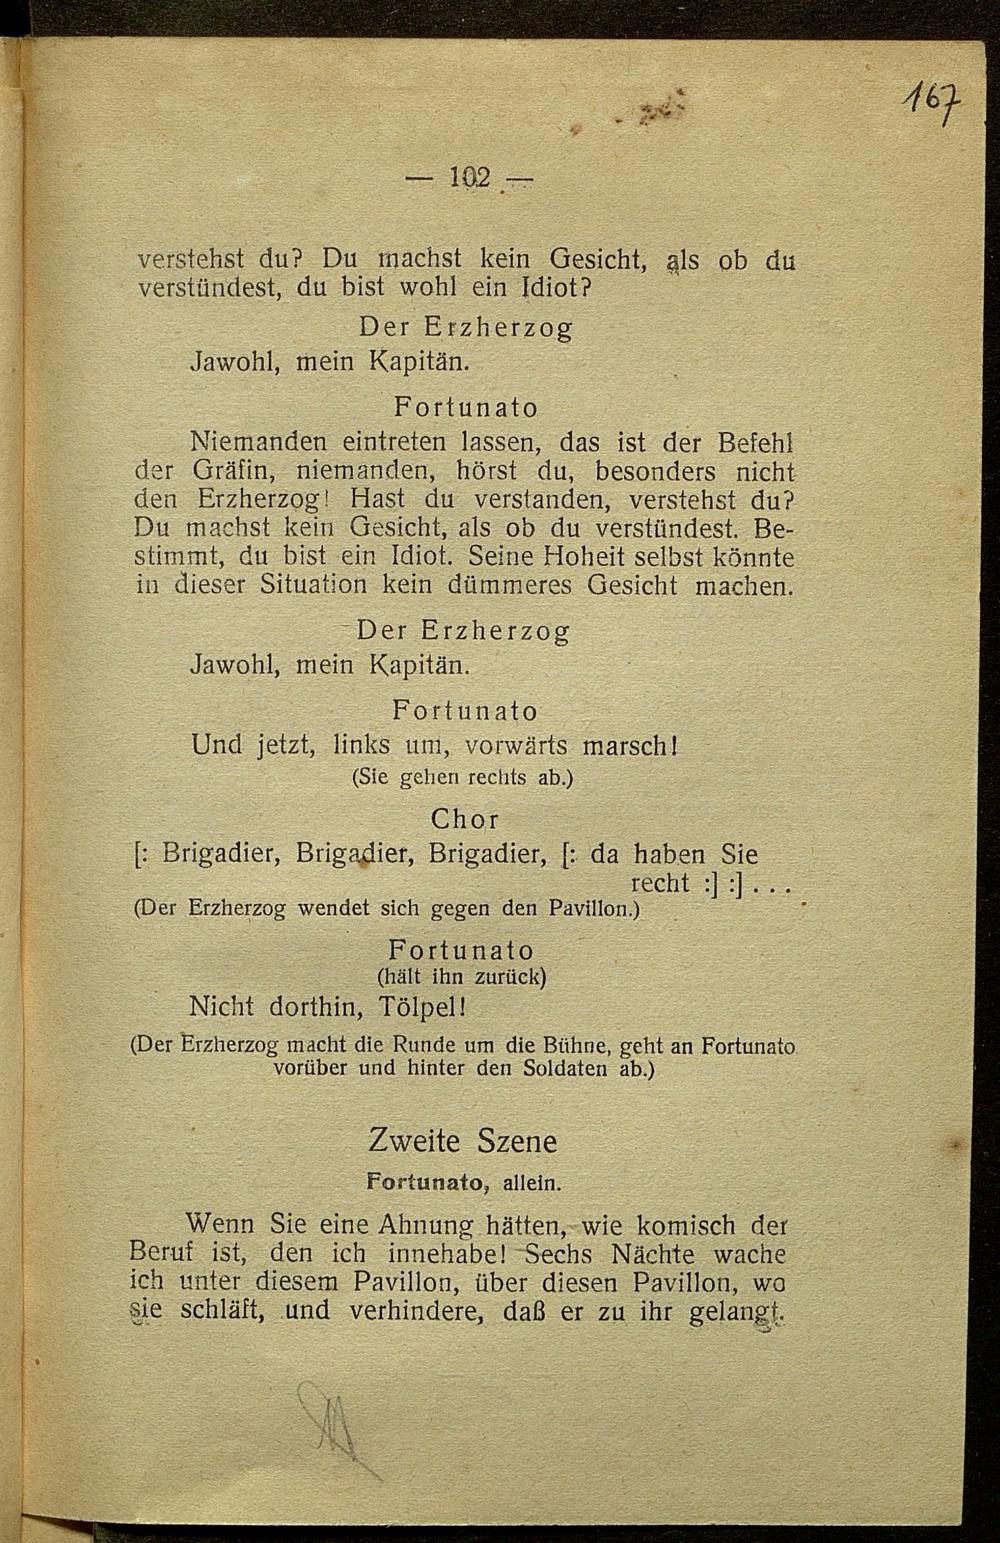 167
— 102 —
verstehst du? Du machst kein Gesicht, als ob du
verstündest, du bist wohl ein Idiot?
Der Erzherzog
Jawohl, mein Kapitän.
Fortunato
Niemanden eintreten lassen, das ist der Befehl
der Gräfin, niemanden, hörst du, besonders nicht
den Erzherzog! Hast du verstanden, verstehst du?
Du machst kein Gesicht, als ob du verstündest. Be-
stimmt, du bist ein Idiot. Seine Hoheit selbst könnte
in dieser Situation kein dümmeres Gesicht machen.
Der Erzherzog
Jawohl, mein Kapitän.
Fortunato
Und jetzt, links um, vorwärts marsch!
(Sie gehen rechts ab.)
Chor
[: Brigadier, Brigadier, Brigadier, [: da haben Sie
recht :] :] . . .
(Der Erzherzog wendet sich gegen den Pavillon.)
Fortunato
(hält ihn zurück)
Nicht dorthin, Tölpel!
(Der Erzherzog macht die Runde um die Bühne, geht an Fortunato
vorüber und hinter den Soldaten ab.)
Zweite Szene
Fortunato, allein.
Wenn Sie eine Ahnung hätten, wie komisch der
Beruf ist, den ich innehabe! Sechs Nächte wache
ich unter diesem Pavillon, über diesen Pavillon, wo
sie schläft, und verhindere, daß er zu ihr gelangt.